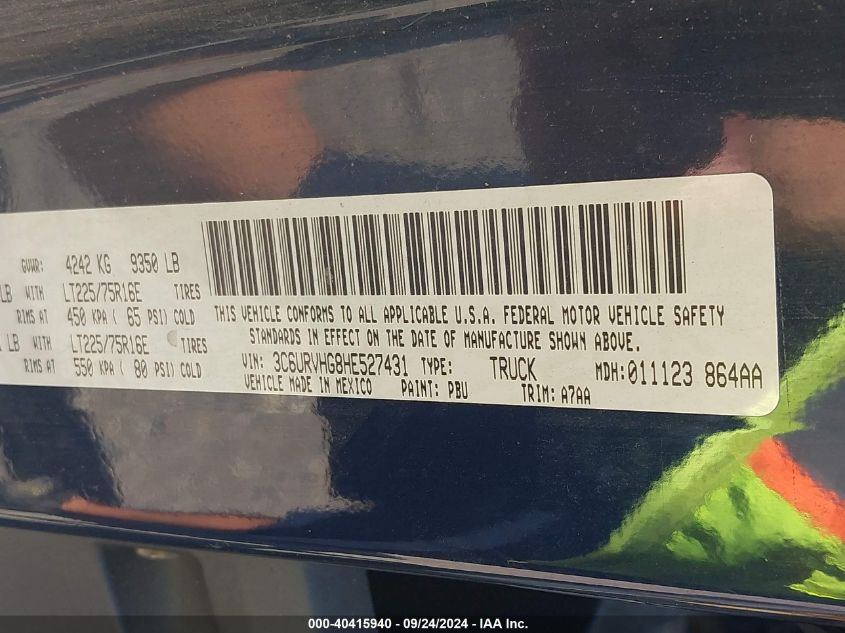 GVWR: 4242 KG 9350 LB
LB WITH LT225/75R16E TIRES
RIMS AT 450 KPA ( 65 PSI) COLD
LB WITH LT225/75R16E TIRES
RIMS AT 550 KPA ( 80 PSI) COLD
THIS VEHICLE CONFORMS TO ALL APPLICABLE U.S.A. FEDERAL MOTOR VEHICLE SAFETY
STANDARDS IN EFFECT ON THE DATE OF MANUFACTURE SHOWN ABOVE.
VIN: 3C6URVHG8HE527431 TYPE: TRUCK MDH:011123 864AA
VEHICLE MADE IN MEXICO PAINT: PBU TRIM: A7AA
000-40415940 - 09/24/2024 - IAA Inc.